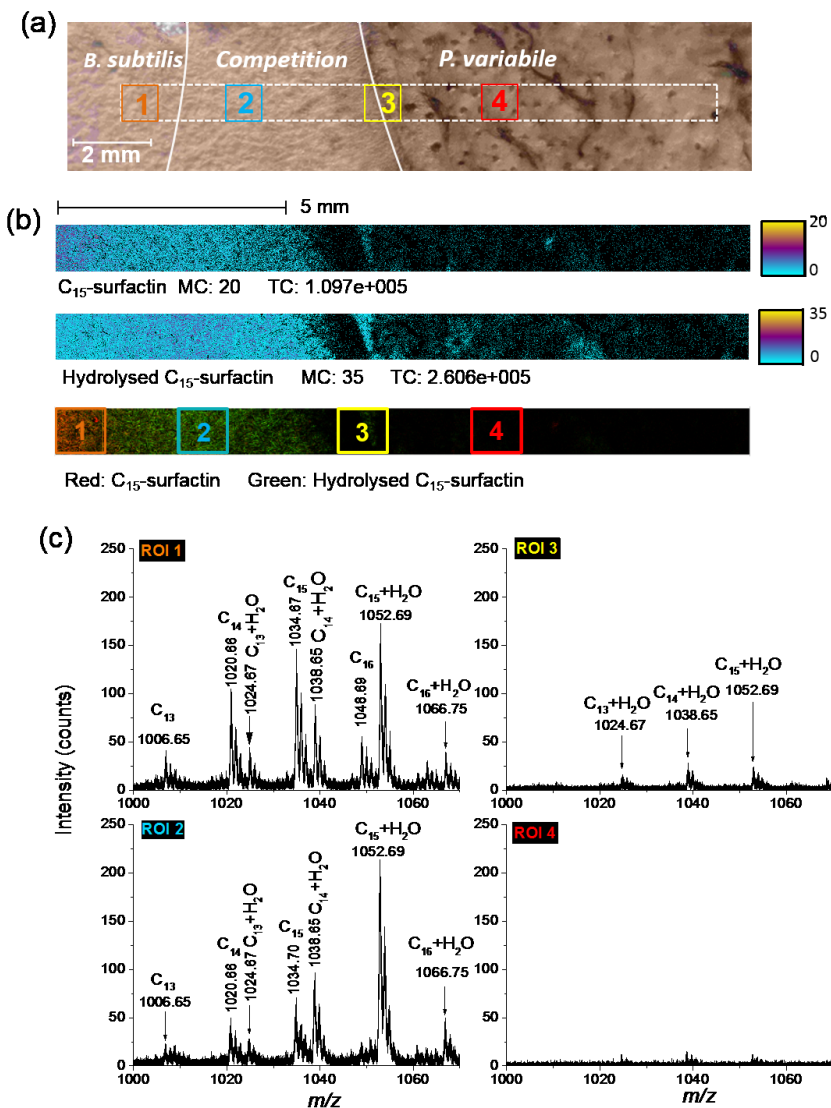 (a)
B. subtilis Competition P. variabile
1 2 3 4
2 mm
(b)
5 mm
20
0
C₁₅-surfactin MC: 20 TC: 1.097e+005
35
0
Hydrolysed C₁₅-surfactin MC: 35 TC: 2.606e+005
1 2 3 4
Red: C₁₅-surfactin Green: Hydrolysed C₁₅-surfactin
(c)
Intensity (counts)
ROI 1
250
200
150
100
50
0
C₁₃
1006.65
C₁₄
1020.66
1024.67 C₁₃+H₂O
C₁₅
1034.67
1038.65 C₁₄+H₂O
C₁₆
1048.69
C₁₅+H₂O
1052.69
C₁₆+H₂O
1066.75
1000 1020 1040 1060
ROI 3
250
200
150
100
50
0
C₁₃+H₂O
1024.67
C₁₄+H₂O
1038.65
C₁₅+H₂O
1052.69
1000 1020 1040 1060
ROI 2
250
200
150
100
50
0
C₁₃
1006.65
C₁₄
1020.66
1024.67 C₁₃+H₂O
C₁₅
1034.70
1038.65 C₁₄+H₂O
C₁₅+H₂O
1052.69
C₁₆+H₂O
1066.75
1000 1020 1040 1060
m/z
ROI 4
250
200
150
100
50
0
1000 1020 1040 1060
m/z